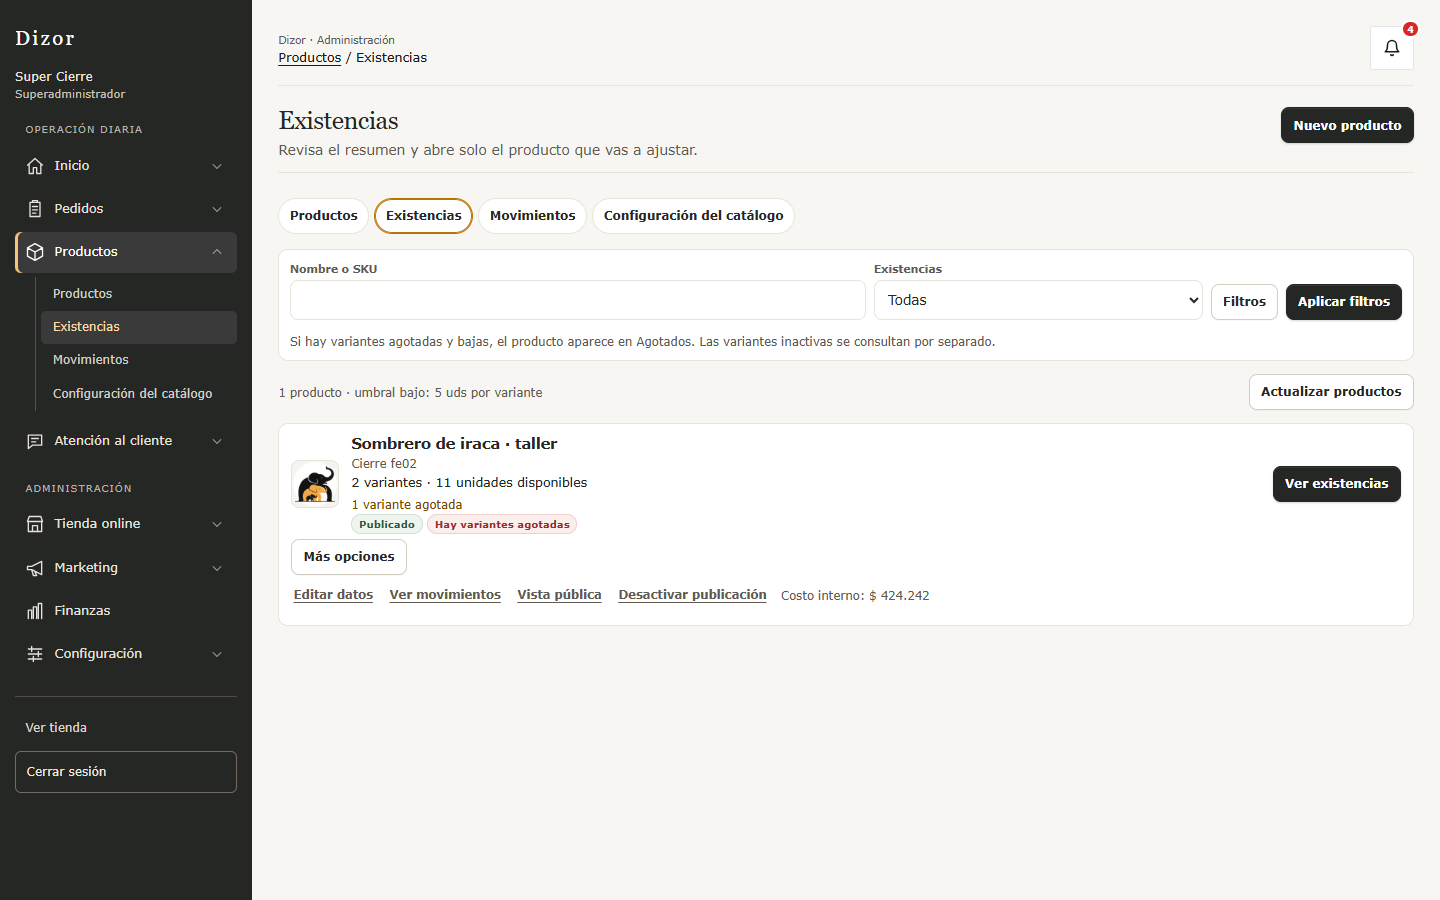 Dizor
Super Cierre
Superadministrador
OPERACIÓN DIARIA
Inicio
Pedidos
Productos
Productos
Existencias
Movimientos
Configuración del catálogo
Atención al cliente
ADMINISTRACIÓN
Tienda online
Marketing
Finanzas
Configuración
Ver tienda
Cerrar sesión
Dizor · Administración
Productos / Existencias
4
Existencias
Revisa el resumen y abre solo el producto que vas a ajustar.
Nuevo producto
Productos Existencias Movimientos Configuración del catálogo
Nombre o SKU
Existencias
Todas
Filtros
Aplicar filtros
Si hay variantes agotadas y bajas, el producto aparece en Agotados. Las variantes inactivas se consultan por separado.
1 producto · umbral bajo: 5 uds por variante
Actualizar productos
Sombrero de iraca · taller
Cierre fe02
2 variantes · 11 unidades disponibles
1 variante agotada
Publicado Hay variantes agotadas
Ver existencias
Más opciones
Editar datos Ver movimientos Vista pública Desactivar publicación Costo interno: $ 424.242